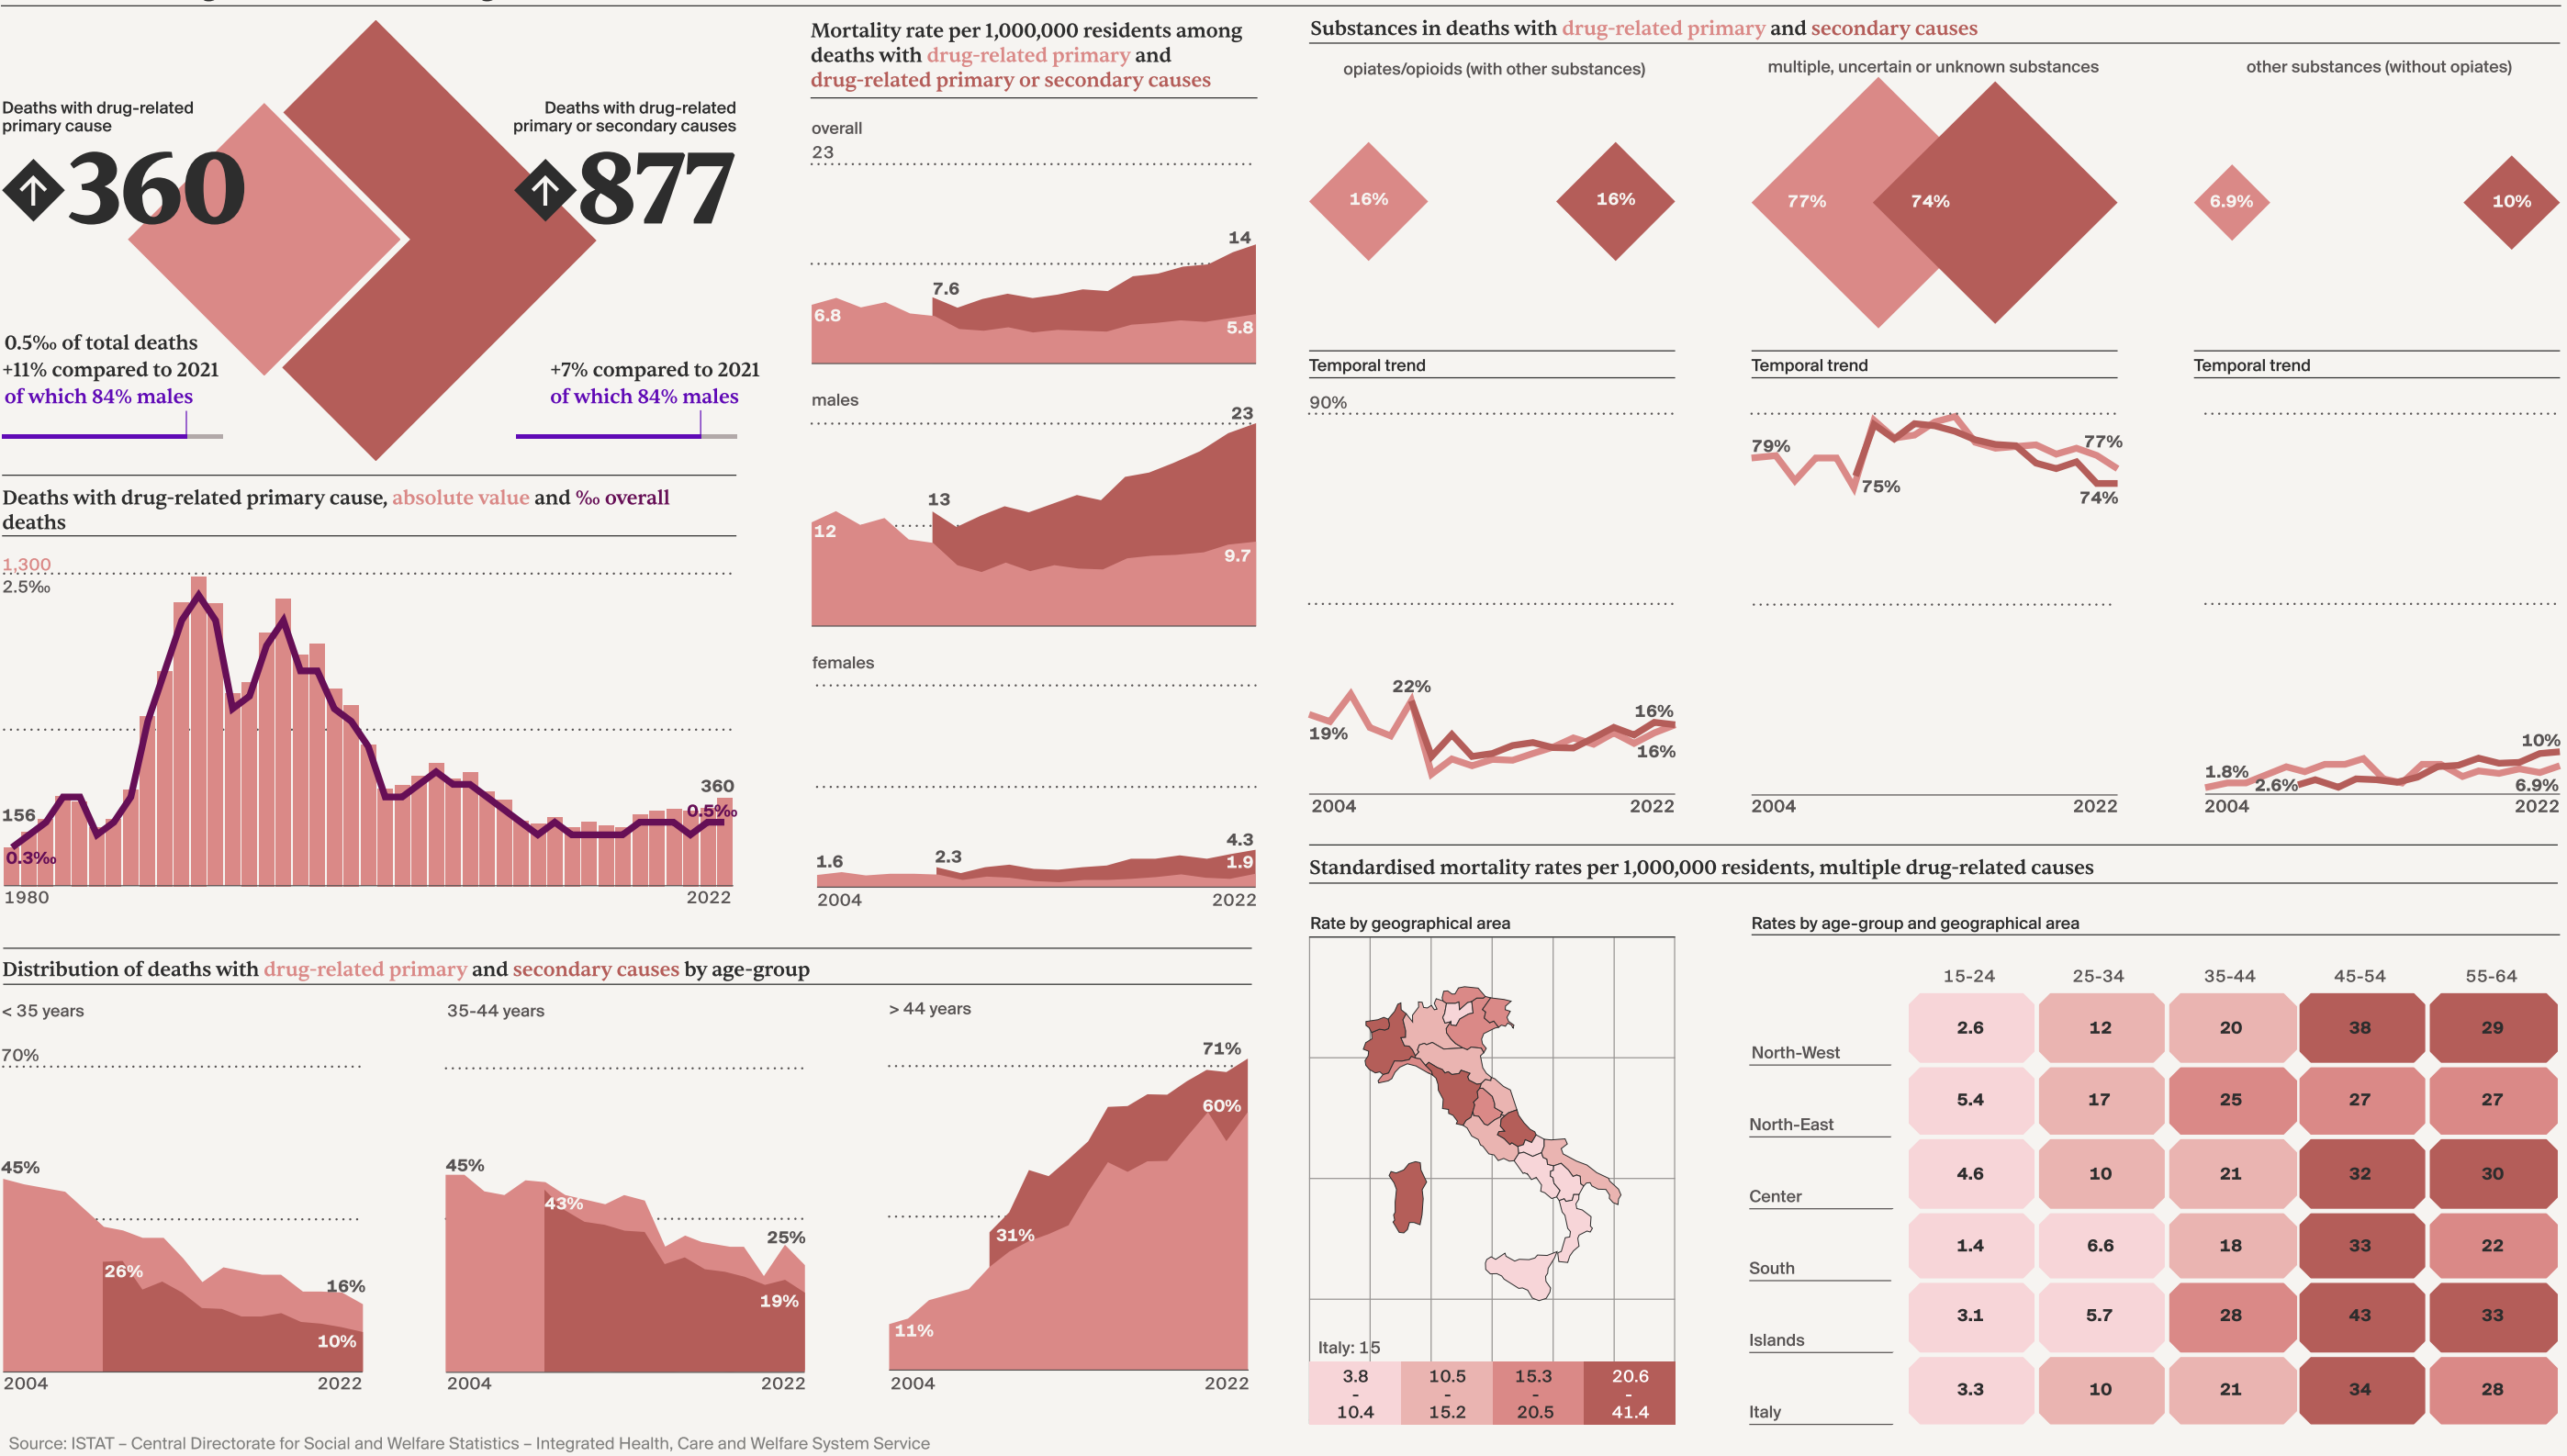 Deaths with drug-related
primary cause
360
Deaths with drug-related
primary or secondary causes
877
0.5‰ of total deaths
+11% compared to 2021
of which 84% males
+7% compared to 2021
of which 84% males
Deaths with drug-related primary cause, absolute value and ‰ overall
deaths
1,300
2.5‰
156
0.3‰
360
0.5‰
1980
2022
Mortality rate per 1,000,000 residents among
deaths with drug-related primary and
drug-related primary or secondary causes
overall
23
14
7.6
6.8
5.8
males
23
13
12
9.7
females
1.6
2.3
4.3
1.9
2004
2022
Distribution of deaths with drug-related primary and secondary causes by age-group
< 35 years
70%
45%
26%
16%
10%
2004
2022
35-44 years
45%
43%
25%
19%
2004
2022
> 44 years
71%
60%
31%
11%
2004
2022
Substances in deaths with drug-related primary and secondary causes
opiates/opioids (with other substances)
16%
16%
multiple, uncertain or unknown substances
77%
74%
other substances (without opiates)
6.9%
10%
Temporal trend
90%
22%
19%
16%
16%
2004
2022
Temporal trend
79%
75%
77%
74%
2004
2022
Temporal trend
1.8%
2.6%
10%
6.9%
2004
2022
Standardised mortality rates per 1,000,000 residents, multiple drug-related causes
Rate by geographical area
Italy: 15
3.8 - 10.4
10.5 - 15.2
15.3 - 20.5
20.6 - 41.4
Rates by age-group and geographical area
15-24 25-34 35-44 45-54 55-64
North-West 2.6 12 20 38 29
North-East 5.4 17 25 27 27
Center 4.6 10 21 32 30
South 1.4 6.6 18 33 22
Islands 3.1 5.7 28 43 33
Italy 3.3 10 21 34 28
Source: ISTAT – Central Directorate for Social and Welfare Statistics – Integrated Health, Care and Welfare System Service